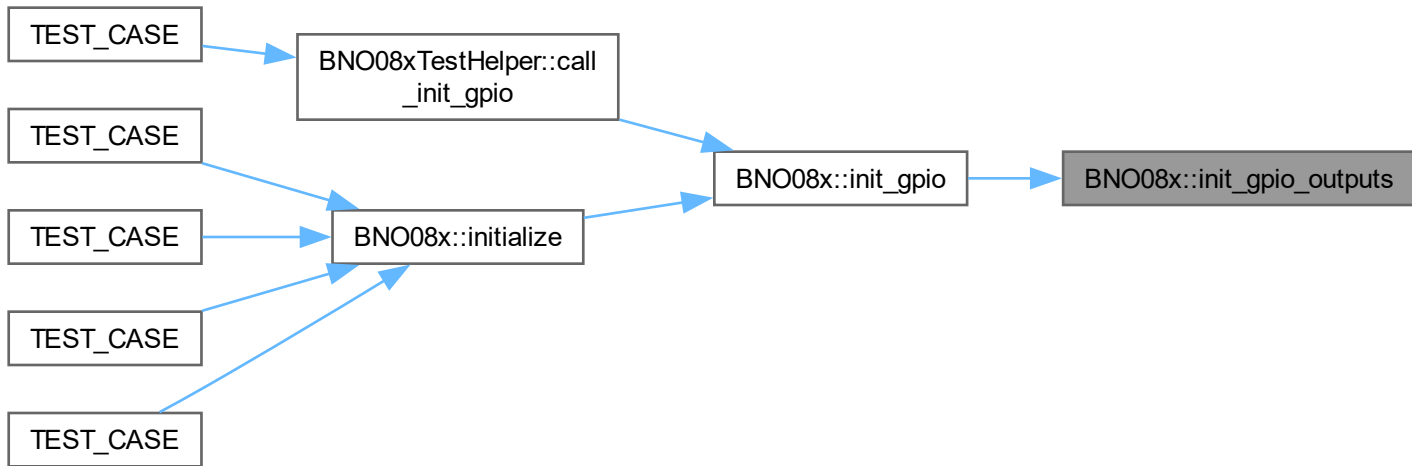 TEST_CASE
BNO08xTestHelper::call
_init_gpio
TEST_CASE
BNO08x::init_gpio
BNO08x::init_gpio_outputs
TEST_CASE
BNO08x::initialize
TEST_CASE
TEST_CASE